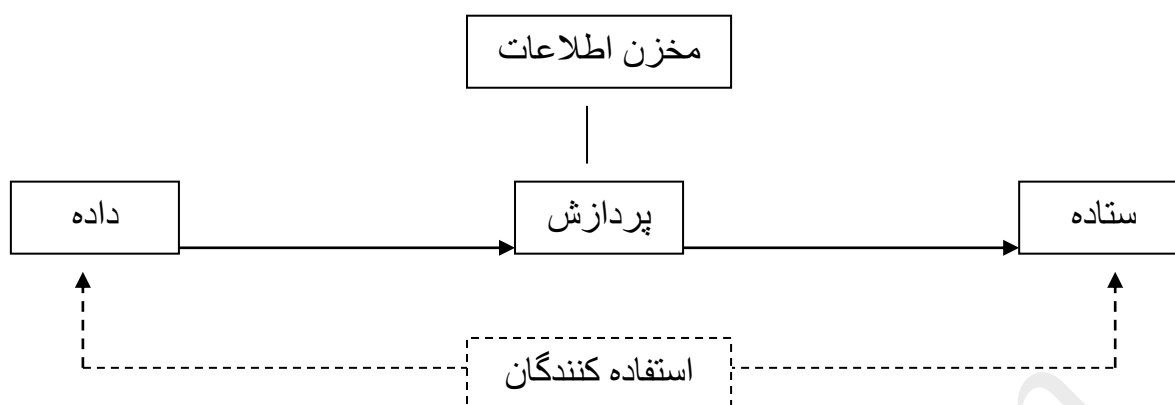 مخزن اطلاعات
داده
پردازش
ستاده
استفاده کنندگان